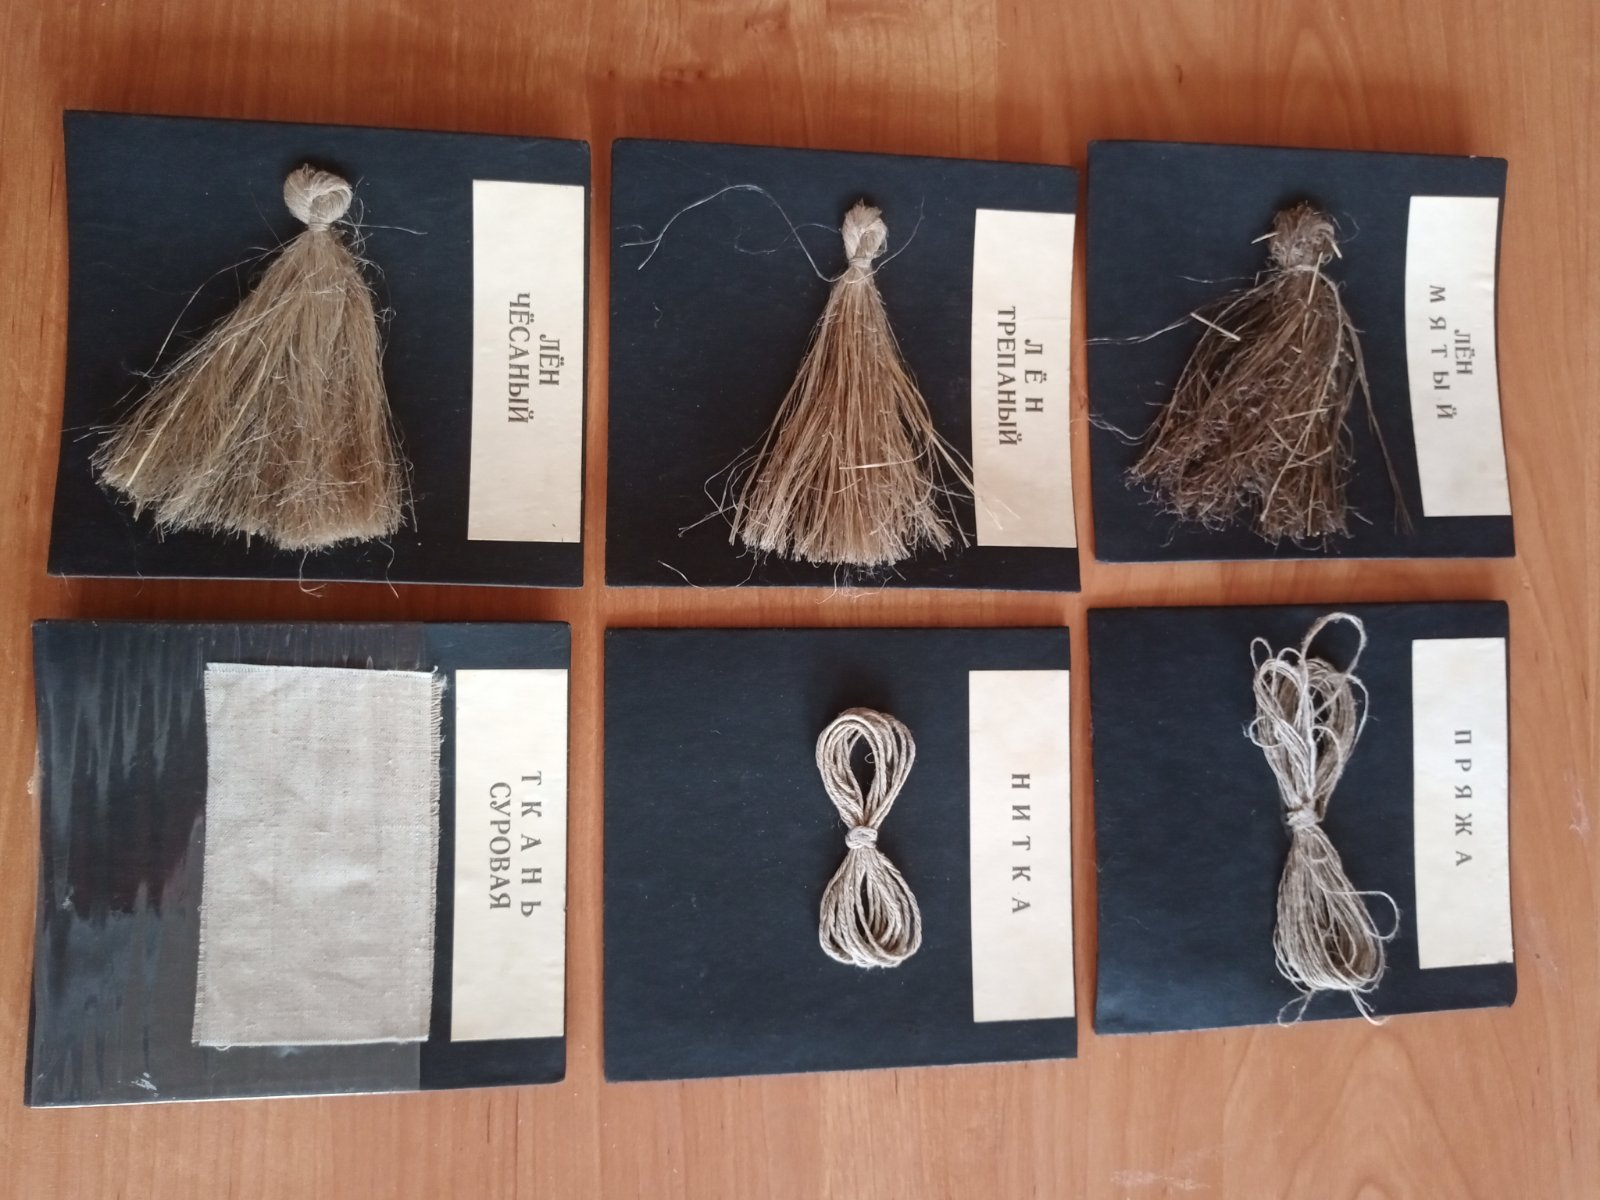 ЛЁН
МЯТЫЙ
ПРЯЖА
ЛЁН
ТРЕПАНЫЙ
НИТКА
ЛЁН
ЧЁСАНЫЙ
ТКАНЬ
СУРОВАЯ